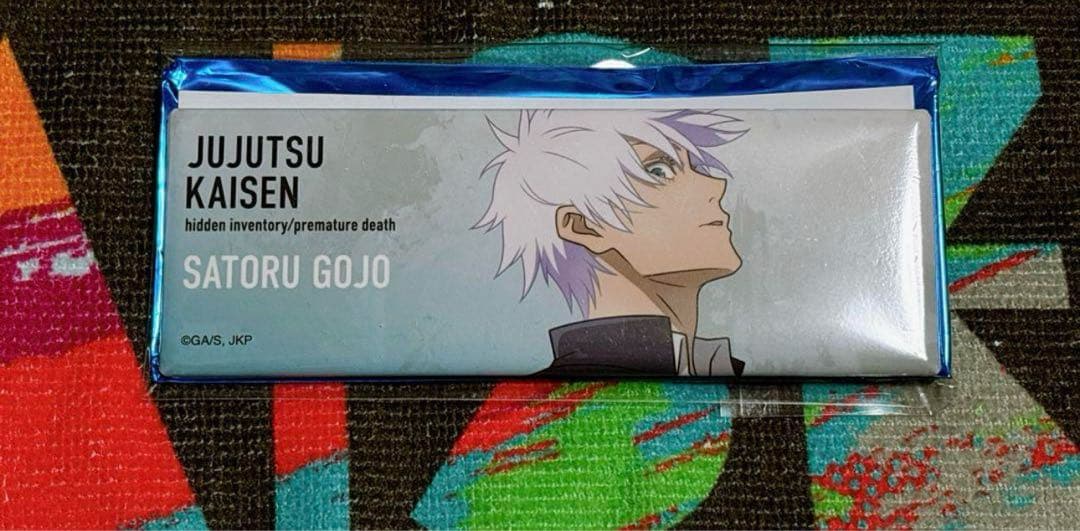 JUJUTSU
KAISEN
hidden inventory/premature death
SATORU GOJO
©GA/S, JKP